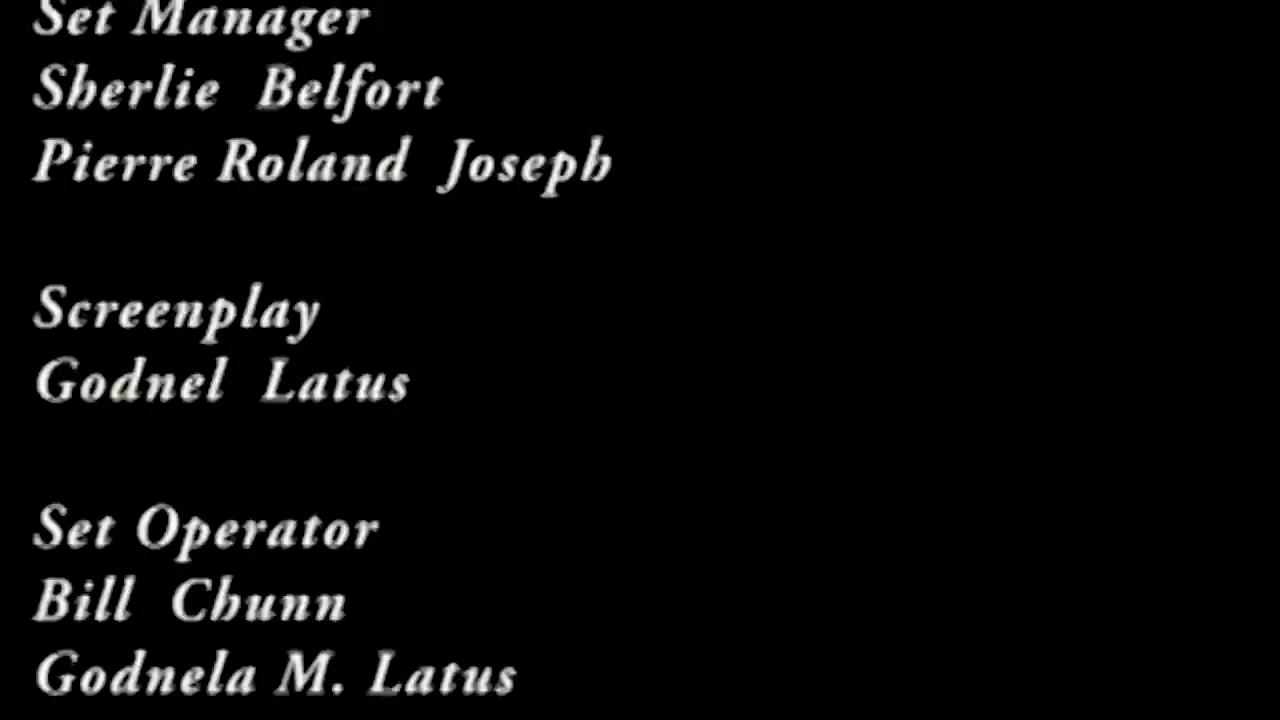 Set Manager
Sherlie Belfort
Pierre Roland Joseph
Screenplay
Godnel Latus
Set Operator
Bill Chunn
Godnela M. Latus